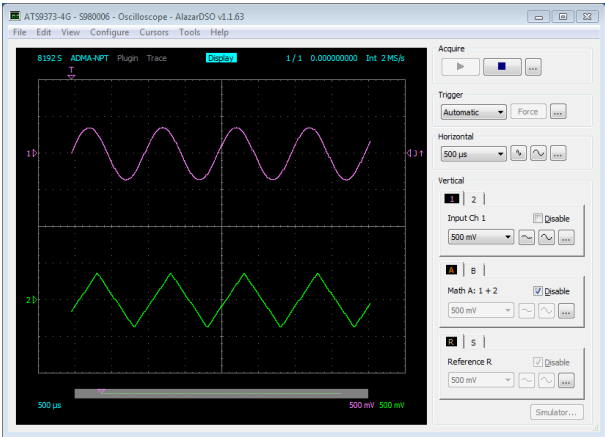 ATS9373-4G - S980006 - Oscilloscope - AlazarDSO v1.1.63
File Edit View Configure Cursors Tools Help
8192 S ADMA-NPT Plugin Trace Display 1 / 1 0.000000000 Int 2 MS/s
T
1
J
2
500 µs 500 mV 500 mV
Acquire
...
Trigger
Automatic Force ...
Horizontal
500 µs ...
Vertical
1 2
Input Ch 1 Disable
500 mV ...
A B
Math A: 1 + 2 Disable
500 mV ...
R S
Reference R Disable
500 mV ...
Simulator...